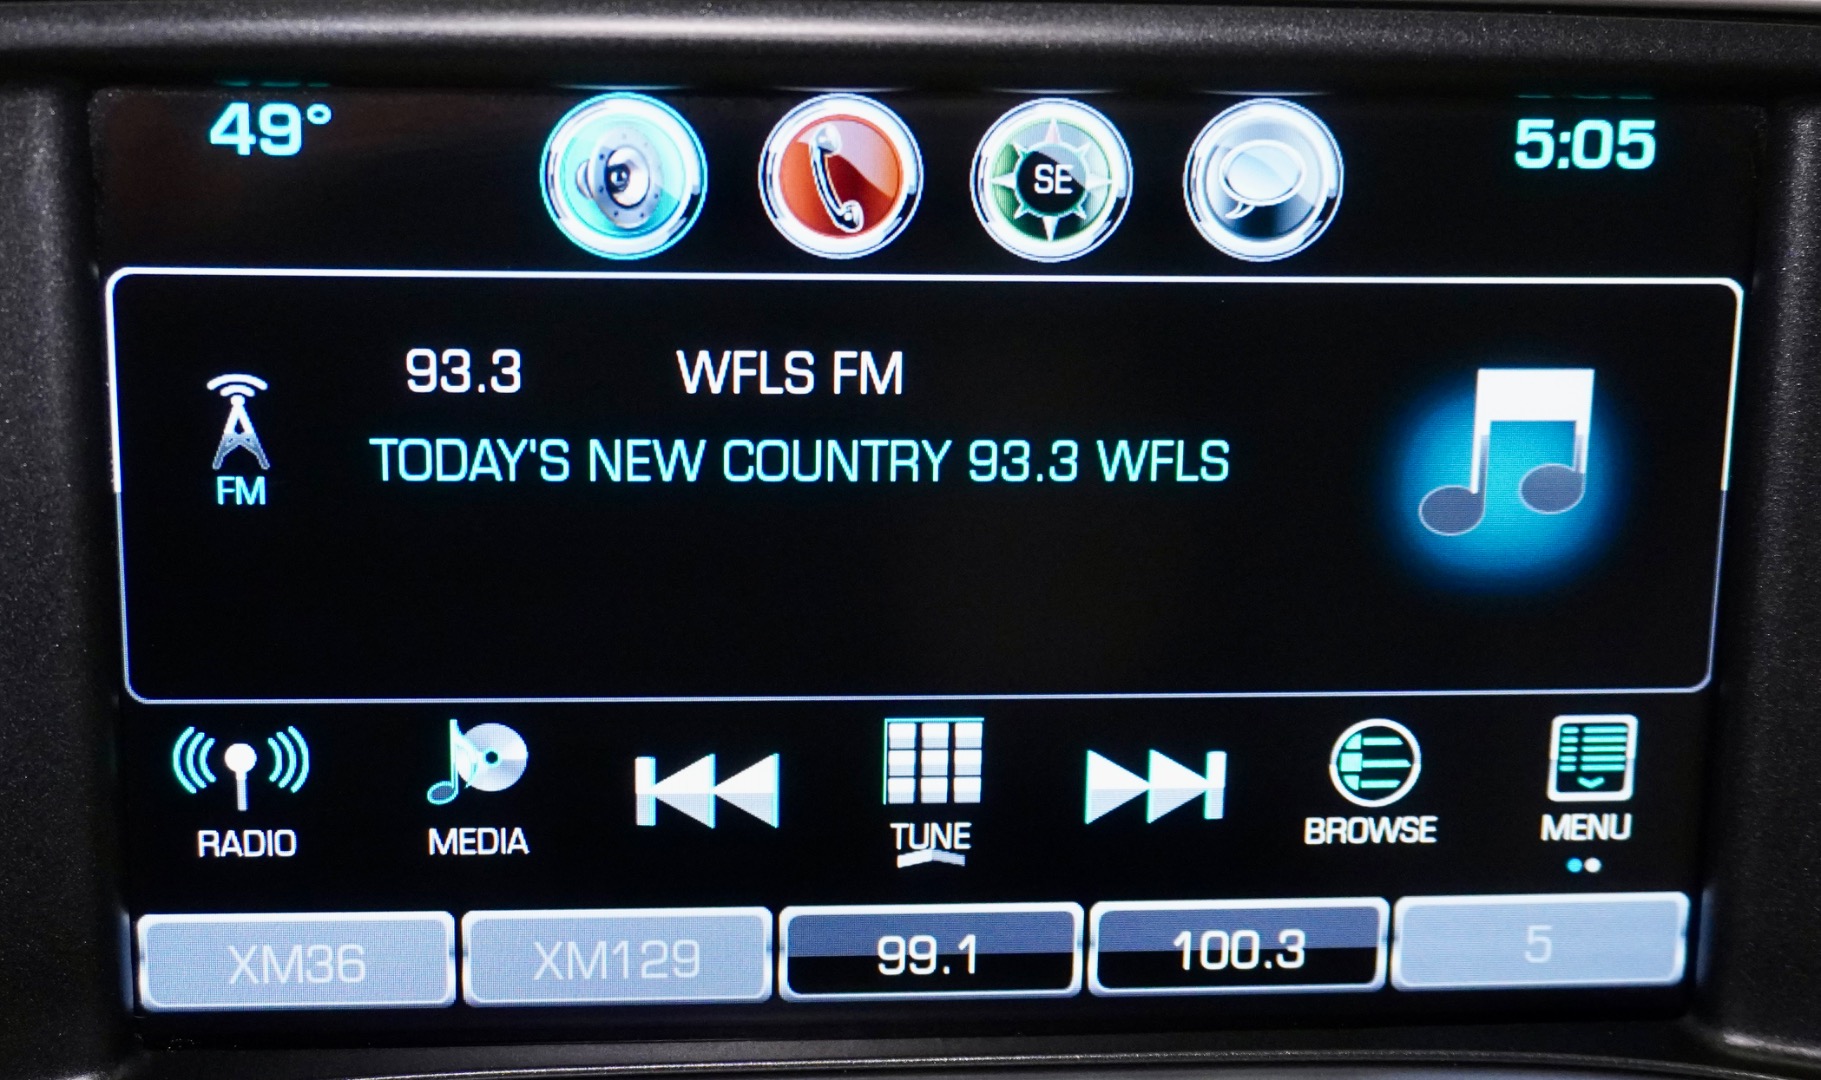 49°
SE
5:05
93.3 WFLS FM
TODAY'S NEW COUNTRY 93.3 WFLS
FM
RADIO
MEDIA
TUNE
BROWSE
MENU
XM36
XM129
99.1
100.3
5